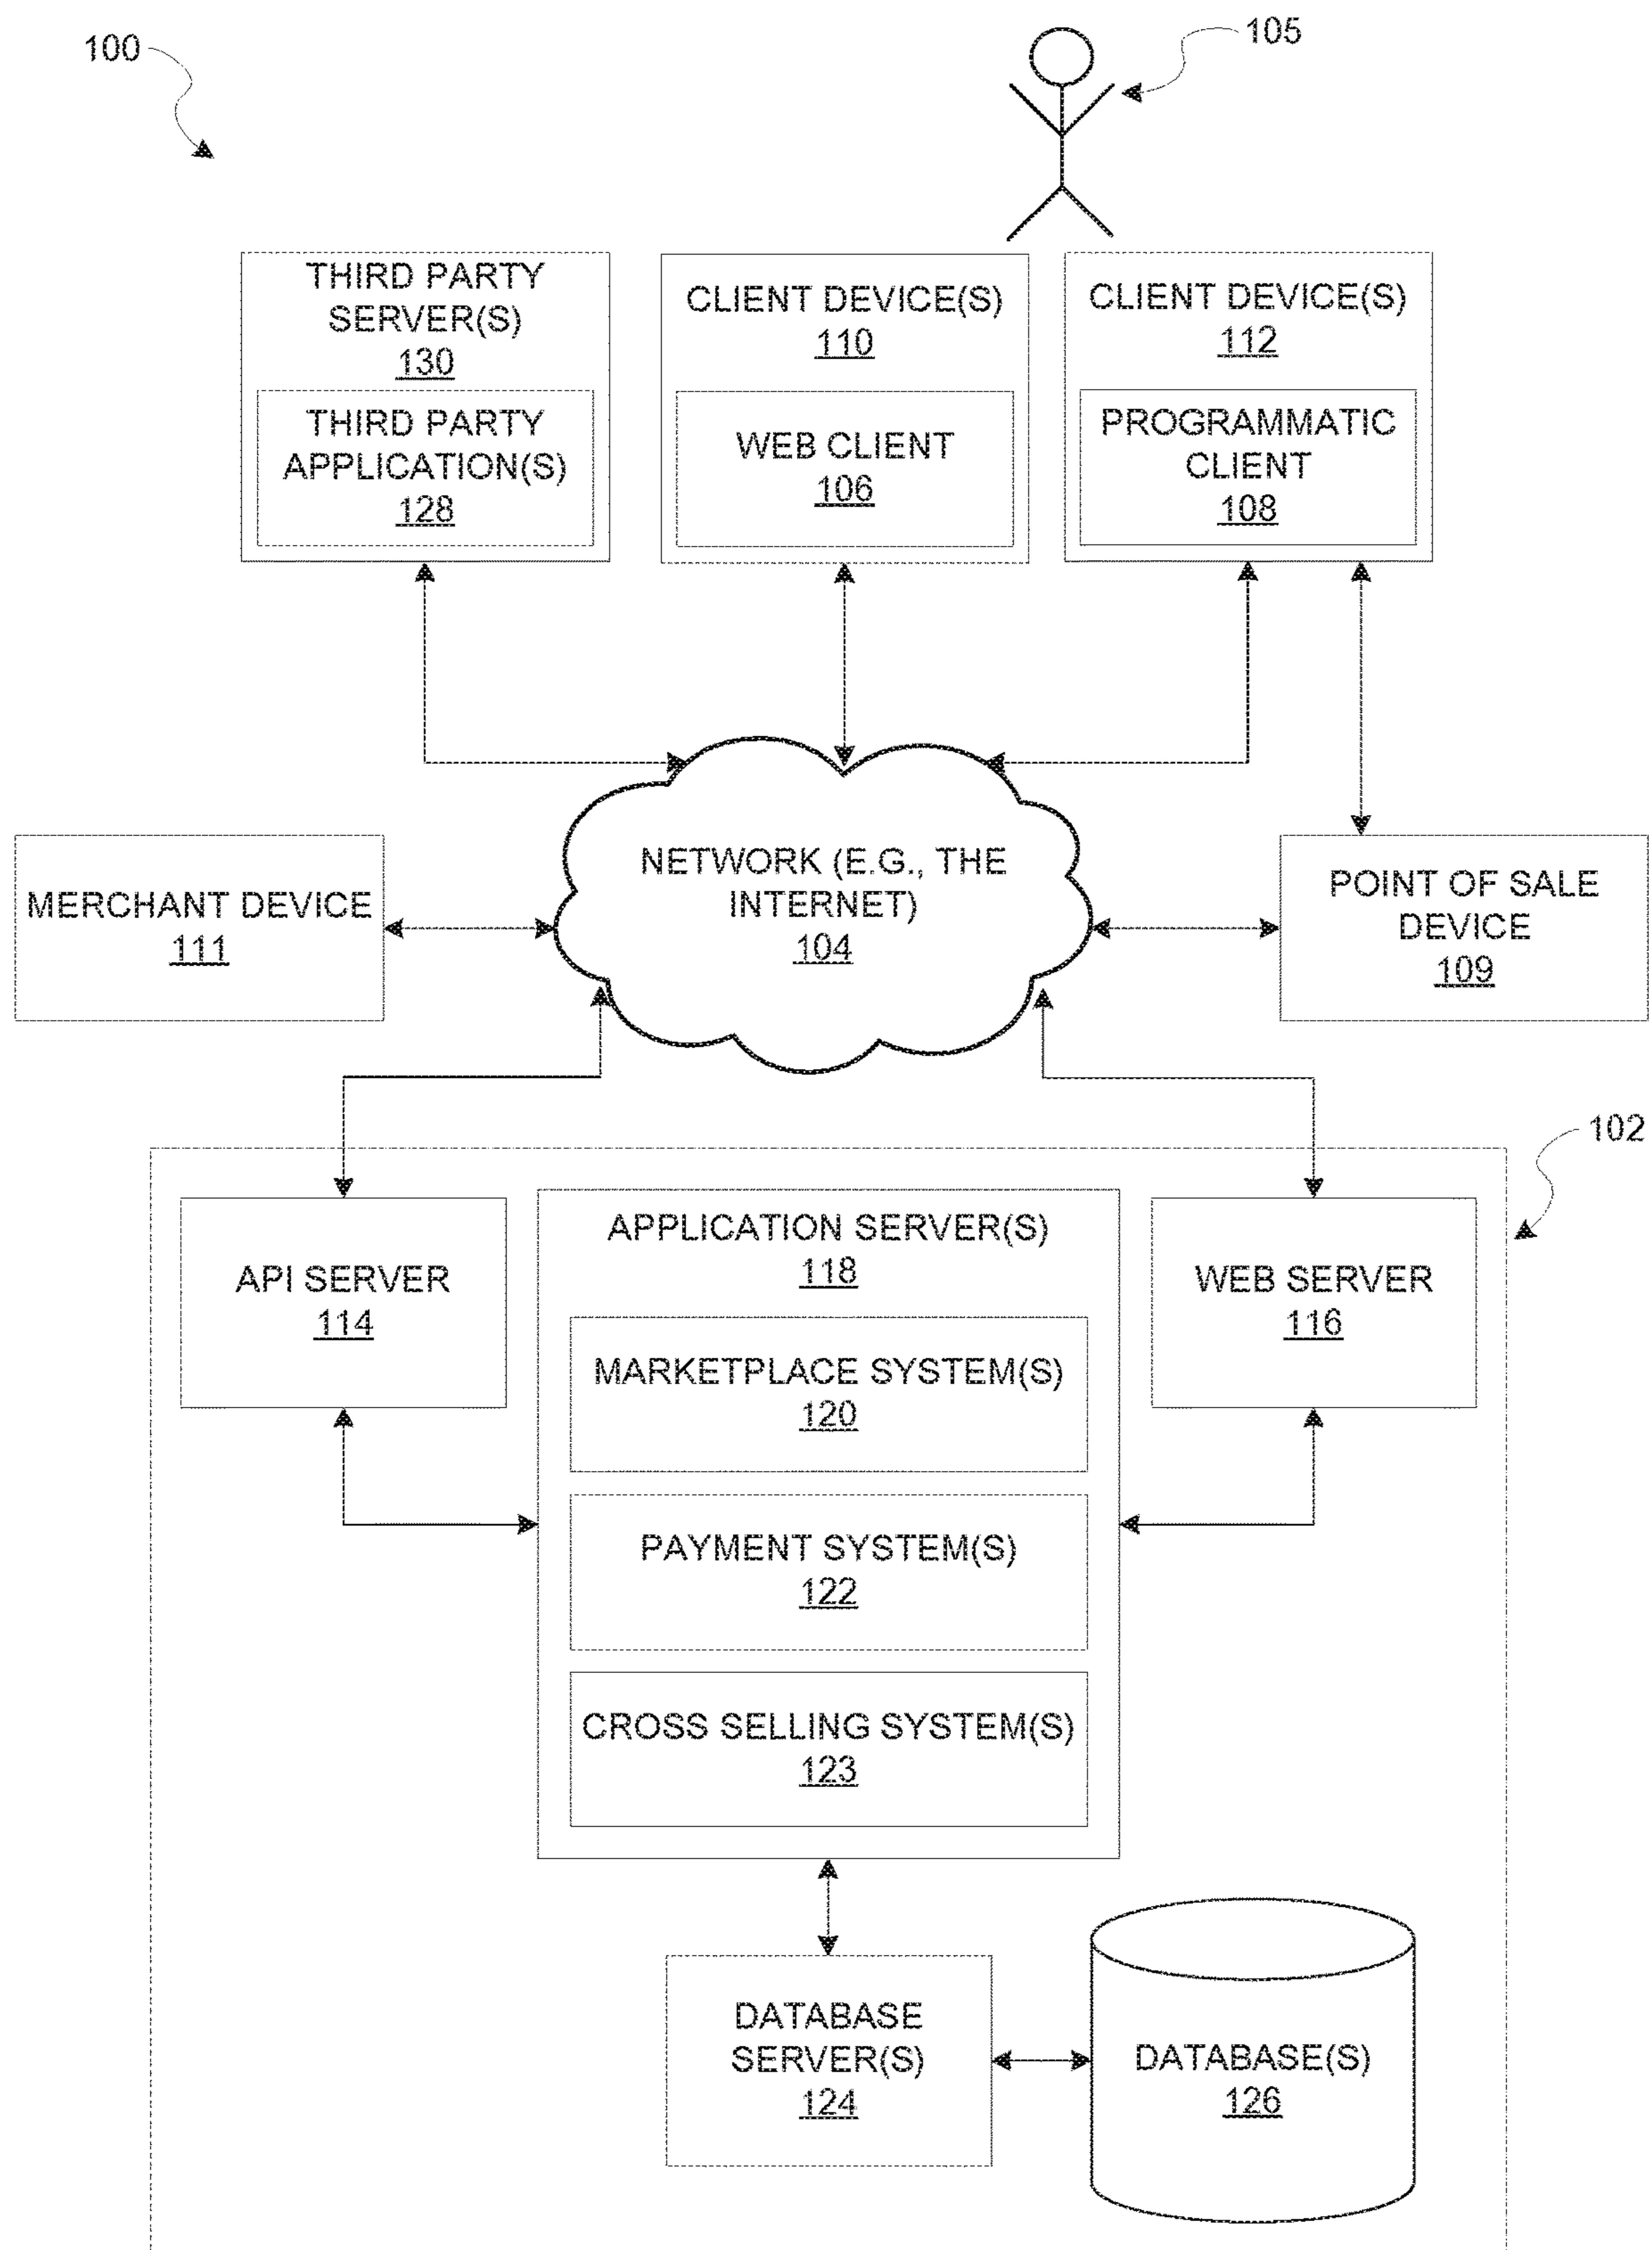 100
105
THIRD PARTY
SERVER(S)
130
THIRD PARTY
APPLICATION(S)
128
CLIENT DEVICE(S)
110
WEB CLIENT
106
CLIENT DEVICE(S)
112
PROGRAMMATIC
CLIENT
108
MERCHANT DEVICE
111
NETWORK (E.G., THE
INTERNET)
104
POINT OF SALE
DEVICE
109
102
API SERVER
114
APPLICATION SERVER(S)
118
MARKETPLACE SYSTEM(S)
120
PAYMENT SYSTEM(S)
122
CROSS SELLING SYSTEM(S)
123
WEB SERVER
116
DATABASE
SERVER(S)
124
DATABASE(S)
126